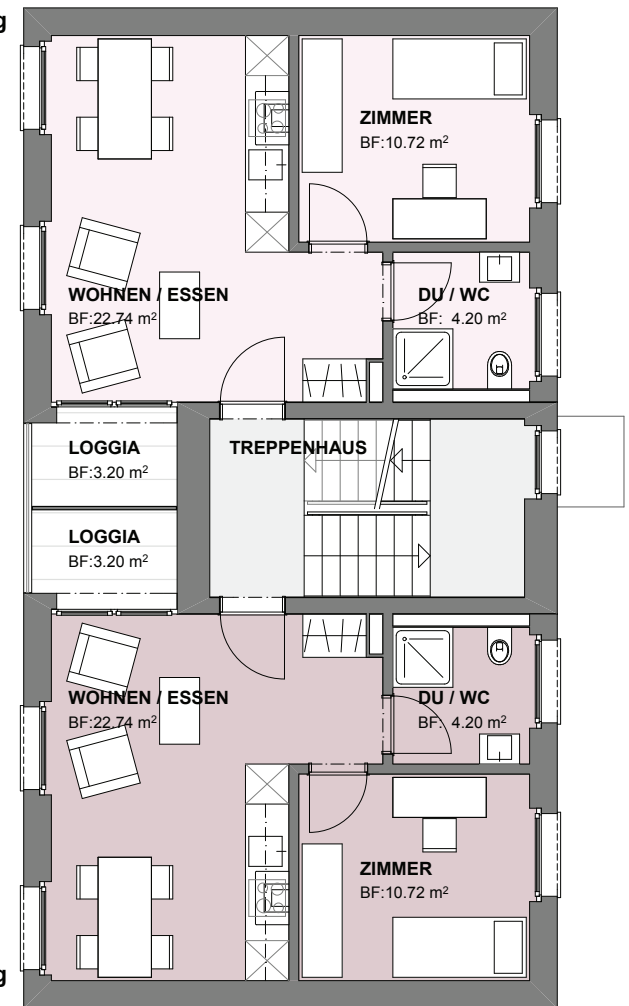 g
ZIMMER
BF:10.72 m²
WOHNEN / ESSEN
BF:22.74 m²
DU / WC
BF: 4.20 m²
LOGGIA
BF:3.20 m²
TREPPENHAUS
LOGGIA
BF:3.20 m²
WOHNEN / ESSEN
BF:22.74 m²
DU / WC
BF: 4.20 m²
ZIMMER
BF:10.72 m²
g